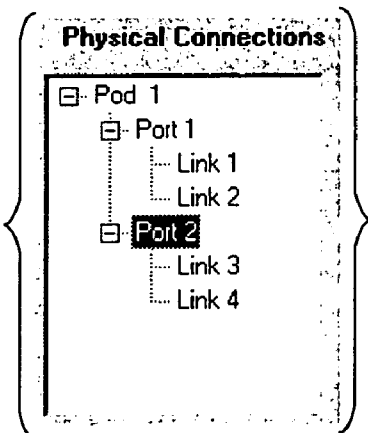 Physical Connections
Pod 1
Port 1
Link 1
Link 2
Port 2
Link 3
Link 4